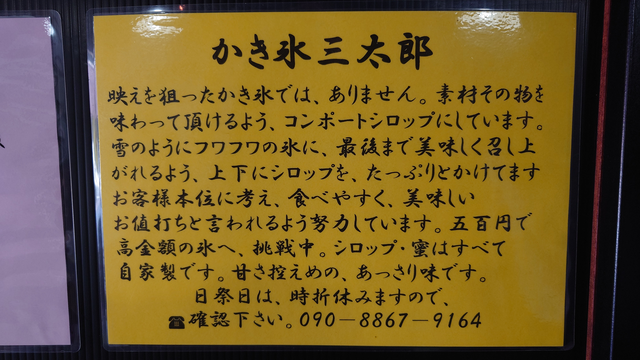 かき氷三太郎
映えを狙ったかき氷では、ありません。素材その物を
味わって頂けるよう、コンポートシロップにしています。
雪のようにフワフワの氷に、最後まで美味しく召し上
がれるよう、上下にシロップを、たっぷりとかけてます
お客様本位に考え、食べやすく、美味しい
お値打ちと言われるよう努力しています。五百円で
高金額の氷へ、挑戦中。シロップ・蜜はすべて
自家製です。甘さ控えめの、あっさり味です。
日祭日は、時折休みますので、
☎確認下さい。090－8867－9164